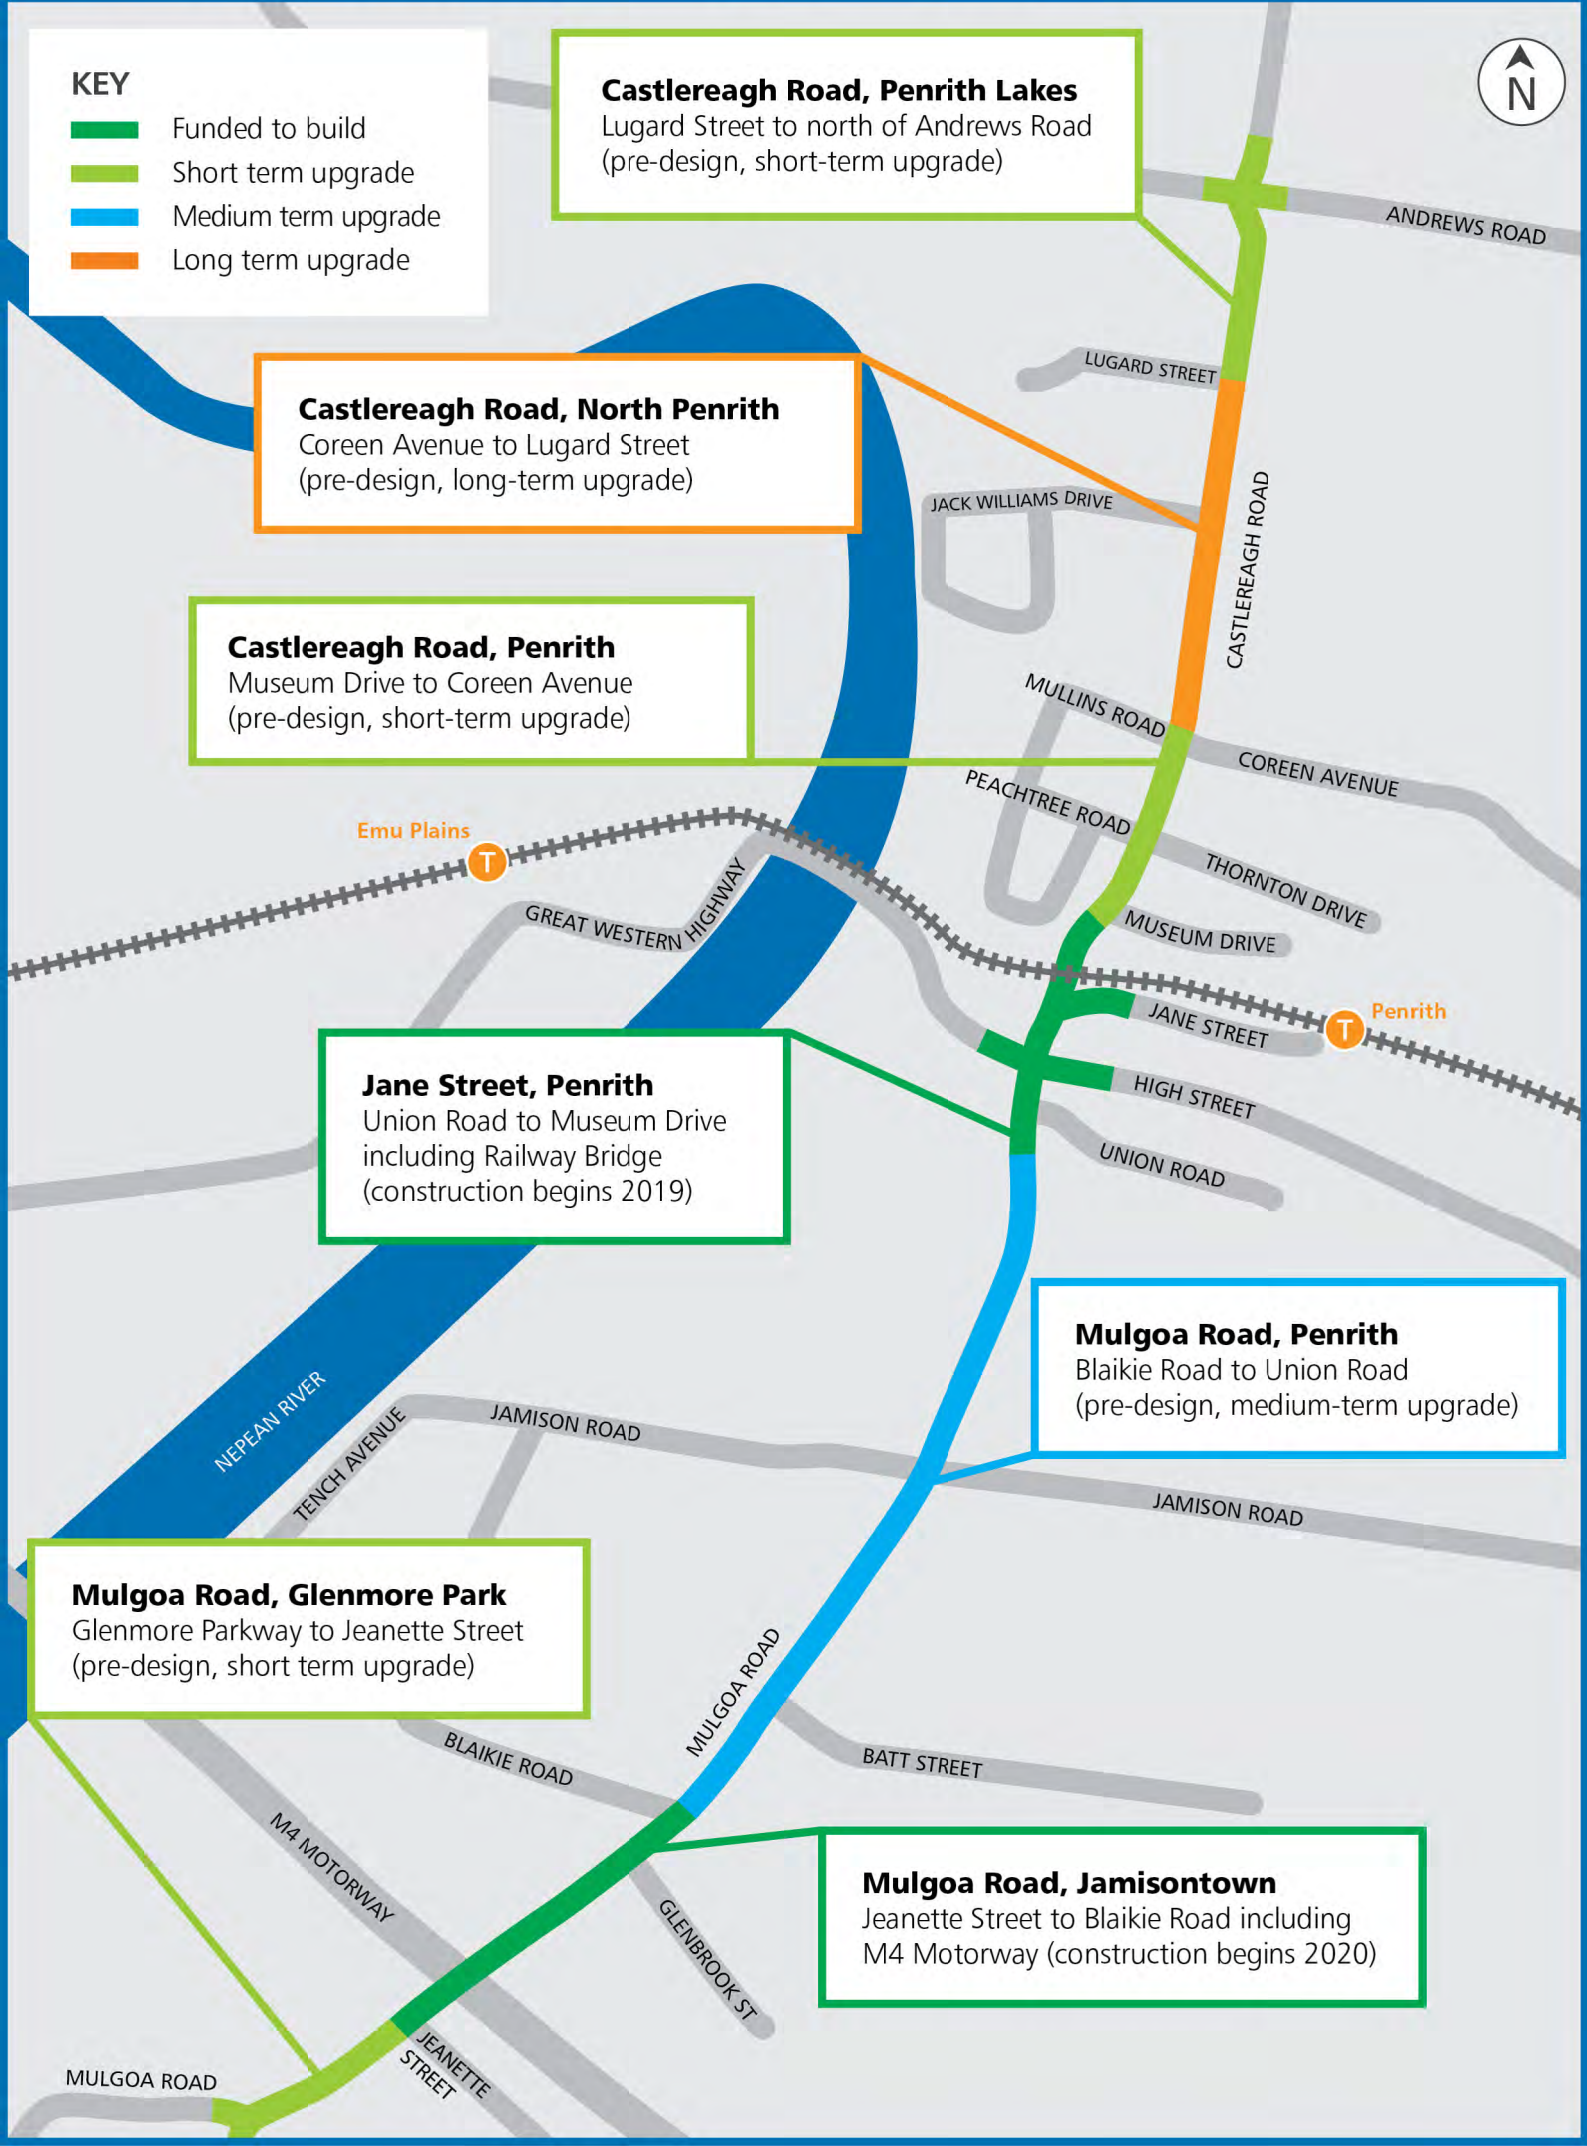 KEY
Funded to build
Short term upgrade
Medium term upgrade
Long term upgrade
Castlereagh Road, Penrith Lakes
Lugard Street to north of Andrews Road
(pre-design, short-term upgrade)
N
ANDREWS ROAD
LUGARD STREET
Castlereagh Road, North Penrith
Coreen Avenue to Lugard Street
(pre-design, long-term upgrade)
JACK WILLIAMS DRIVE
CASTLEREAGH ROAD
Castlereagh Road, Penrith
Museum Drive to Coreen Avenue
(pre-design, short-term upgrade)
MULLINS ROAD
COREEN AVENUE
PEACHTREE ROAD
THORNTON DRIVE
MUSEUM DRIVE
Emu Plains
T
GREAT WESTERN HIGHWAY
JANE STREET
Penrith
T
HIGH STREET
UNION ROAD
Jane Street, Penrith
Union Road to Museum Drive
including Railway Bridge
(construction begins 2019)
Mulgoa Road, Penrith
Blaikie Road to Union Road
(pre-design, medium-term upgrade)
NEPEAN RIVER
TENCH AVENUE
JAMISON ROAD
JAMISON ROAD
Mulgoa Road, Glenmore Park
Glenmore Parkway to Jeanette Street
(pre-design, short term upgrade)
MULGOA ROAD
BLAIKIE ROAD
BATT STREET
M4 MOTORWAY
GLENBROOK ST
Mulgoa Road, Jamisontown
Jeanette Street to Blaikie Road including
M4 Motorway (construction begins 2020)
JEANETTE
STREET
MULGOA ROAD